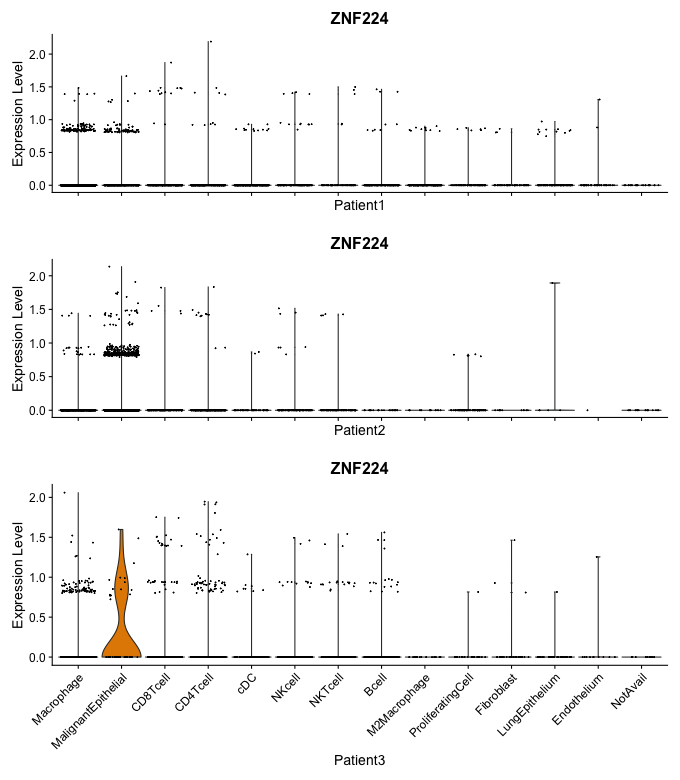 ZNF224
Expression Level
2.0
1.5
1.0
0.5
0.0
Patient1
ZNF224
Expression Level
2.0
1.5
1.0
0.5
0.0
Patient2
ZNF224
Expression Level
2.0
1.5
1.0
0.5
0.0
Macrophage
MalignantEpithelial
CD8Tcell
CD4Tcell
cDC
NKcell
NKTcell
Bcell
M2Macrophage
ProliferatingCell
Fibroblast
LungEpithelium
Endothelium
NotAvail
Patient3